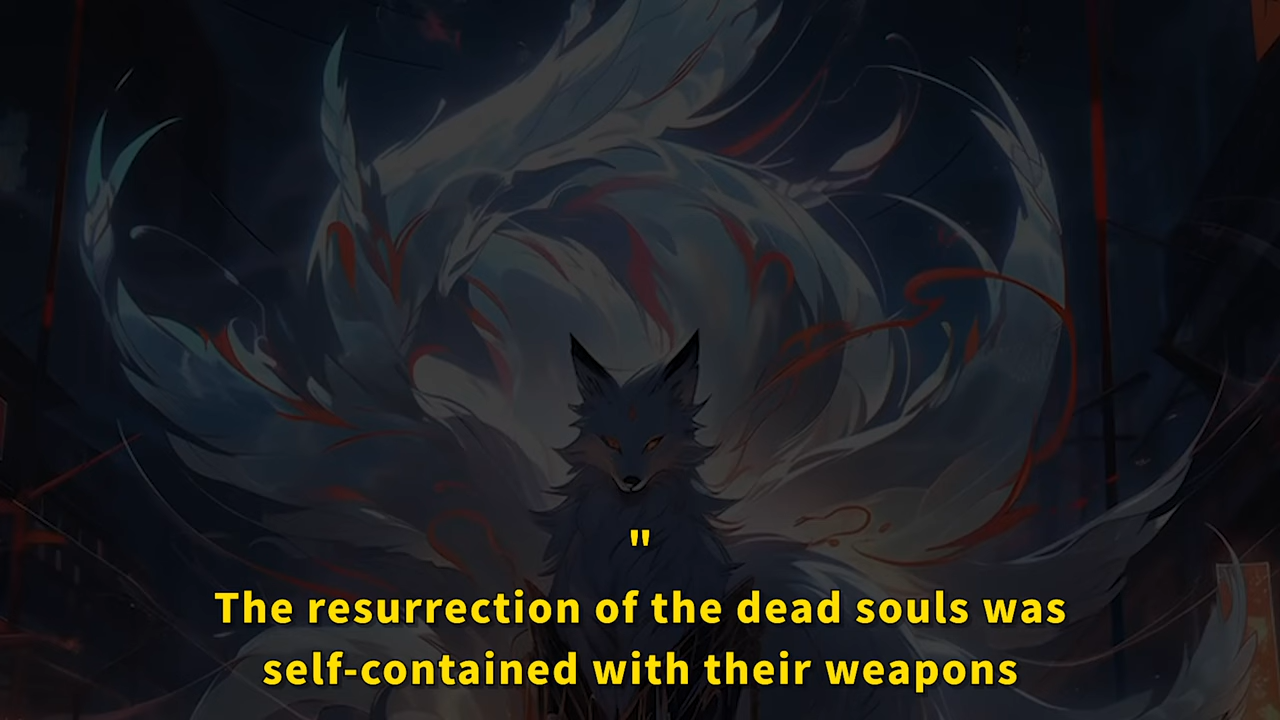 "
The resurrection of the dead souls was
self-contained with their weapons